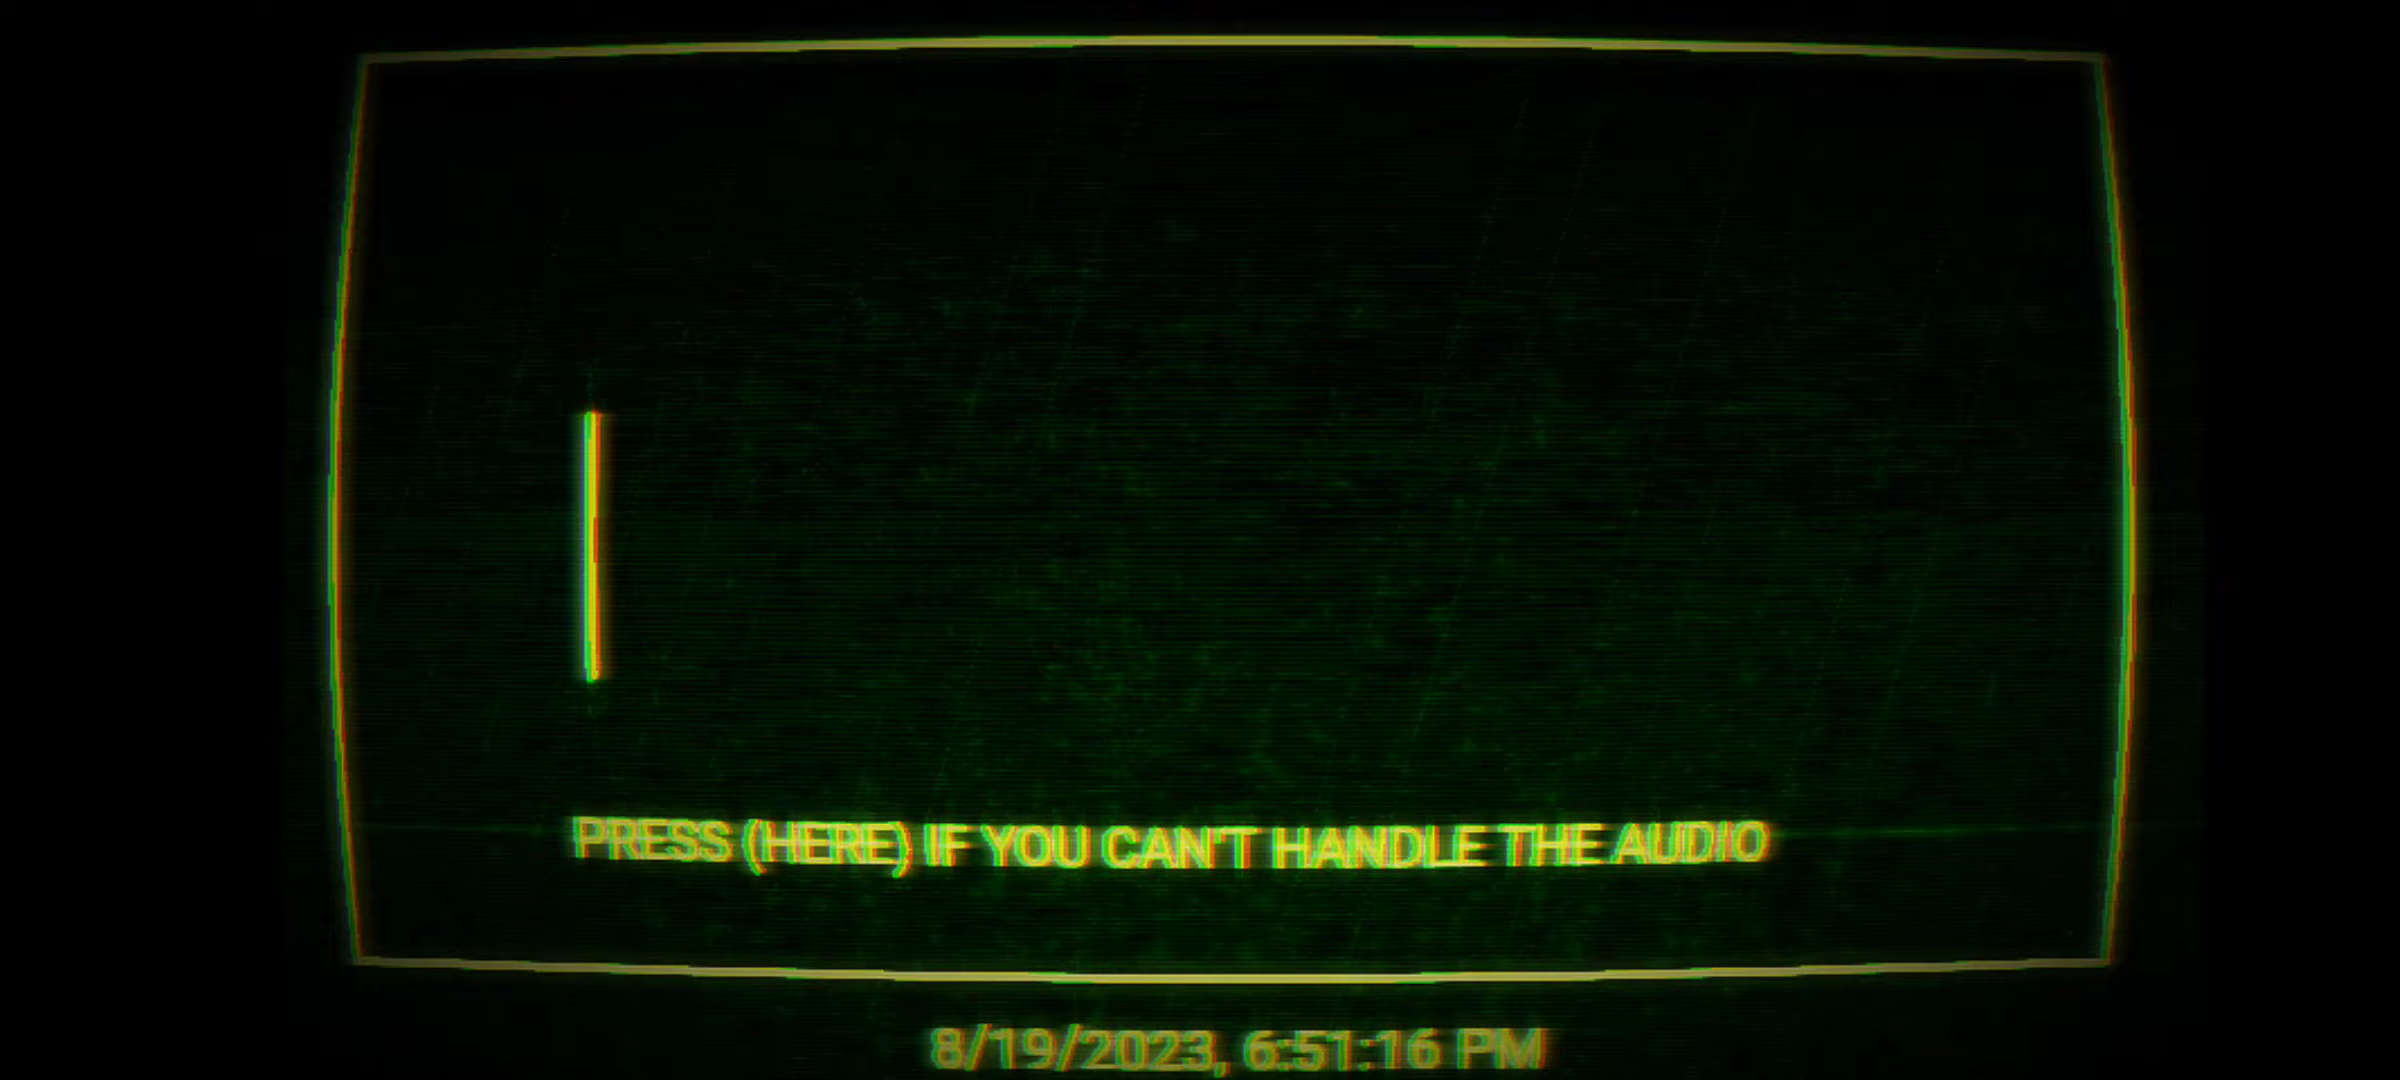 PRESS (HERE) IF YOU CAN'T HANDLE THE AUDIO
8/19/2023, 6:51:16 PM